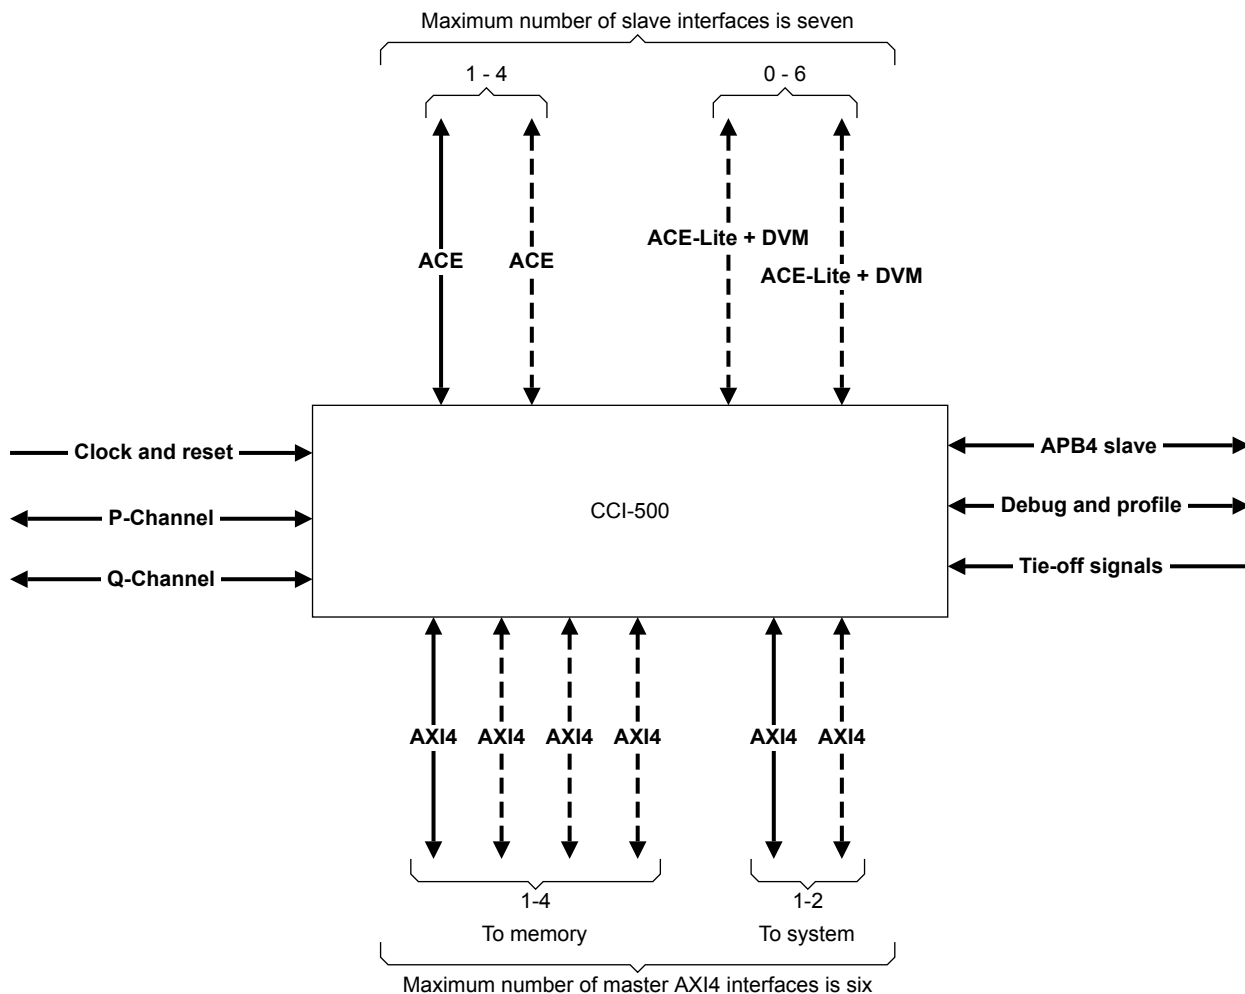 Maximum number of slave interfaces is seven
1 - 4
0 - 6
ACE-Lite + DVM
ACE
ACE
ACE-Lite + DVM
Clock and reset
APB4 slave
P-Channel
CCI-500
Debug and profile
Q-Channel
Tie-off signals
AXI4
AXI4
AXI4
AXI4
AXI4
AXI4
1-4
1-2
To memory
To system
Maximum number of master AXI4 interfaces is six